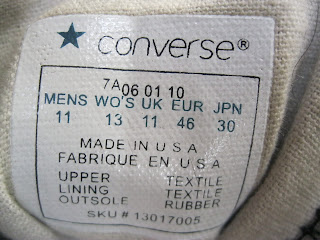 ★ converse®
7A 06 01 10
MENS WO'S UK EUR JPN
11 13 11 46 30
MADE IN U S A
FABRIQUE EN U S A
UPPER TEXTILE
LINING TEXTILE
OUTSOLE RUBBER
SKU # 13017005